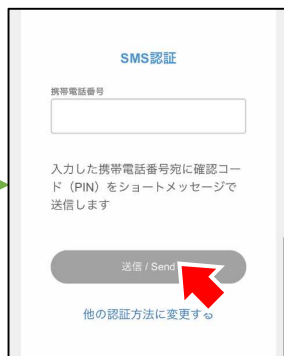 SMS認証
携帯電話番号
入力した携帯電話番号宛に確認コー
ド（PIN）をショートメッセージで
送信します
送信 / Send
他の認証方法に変更する